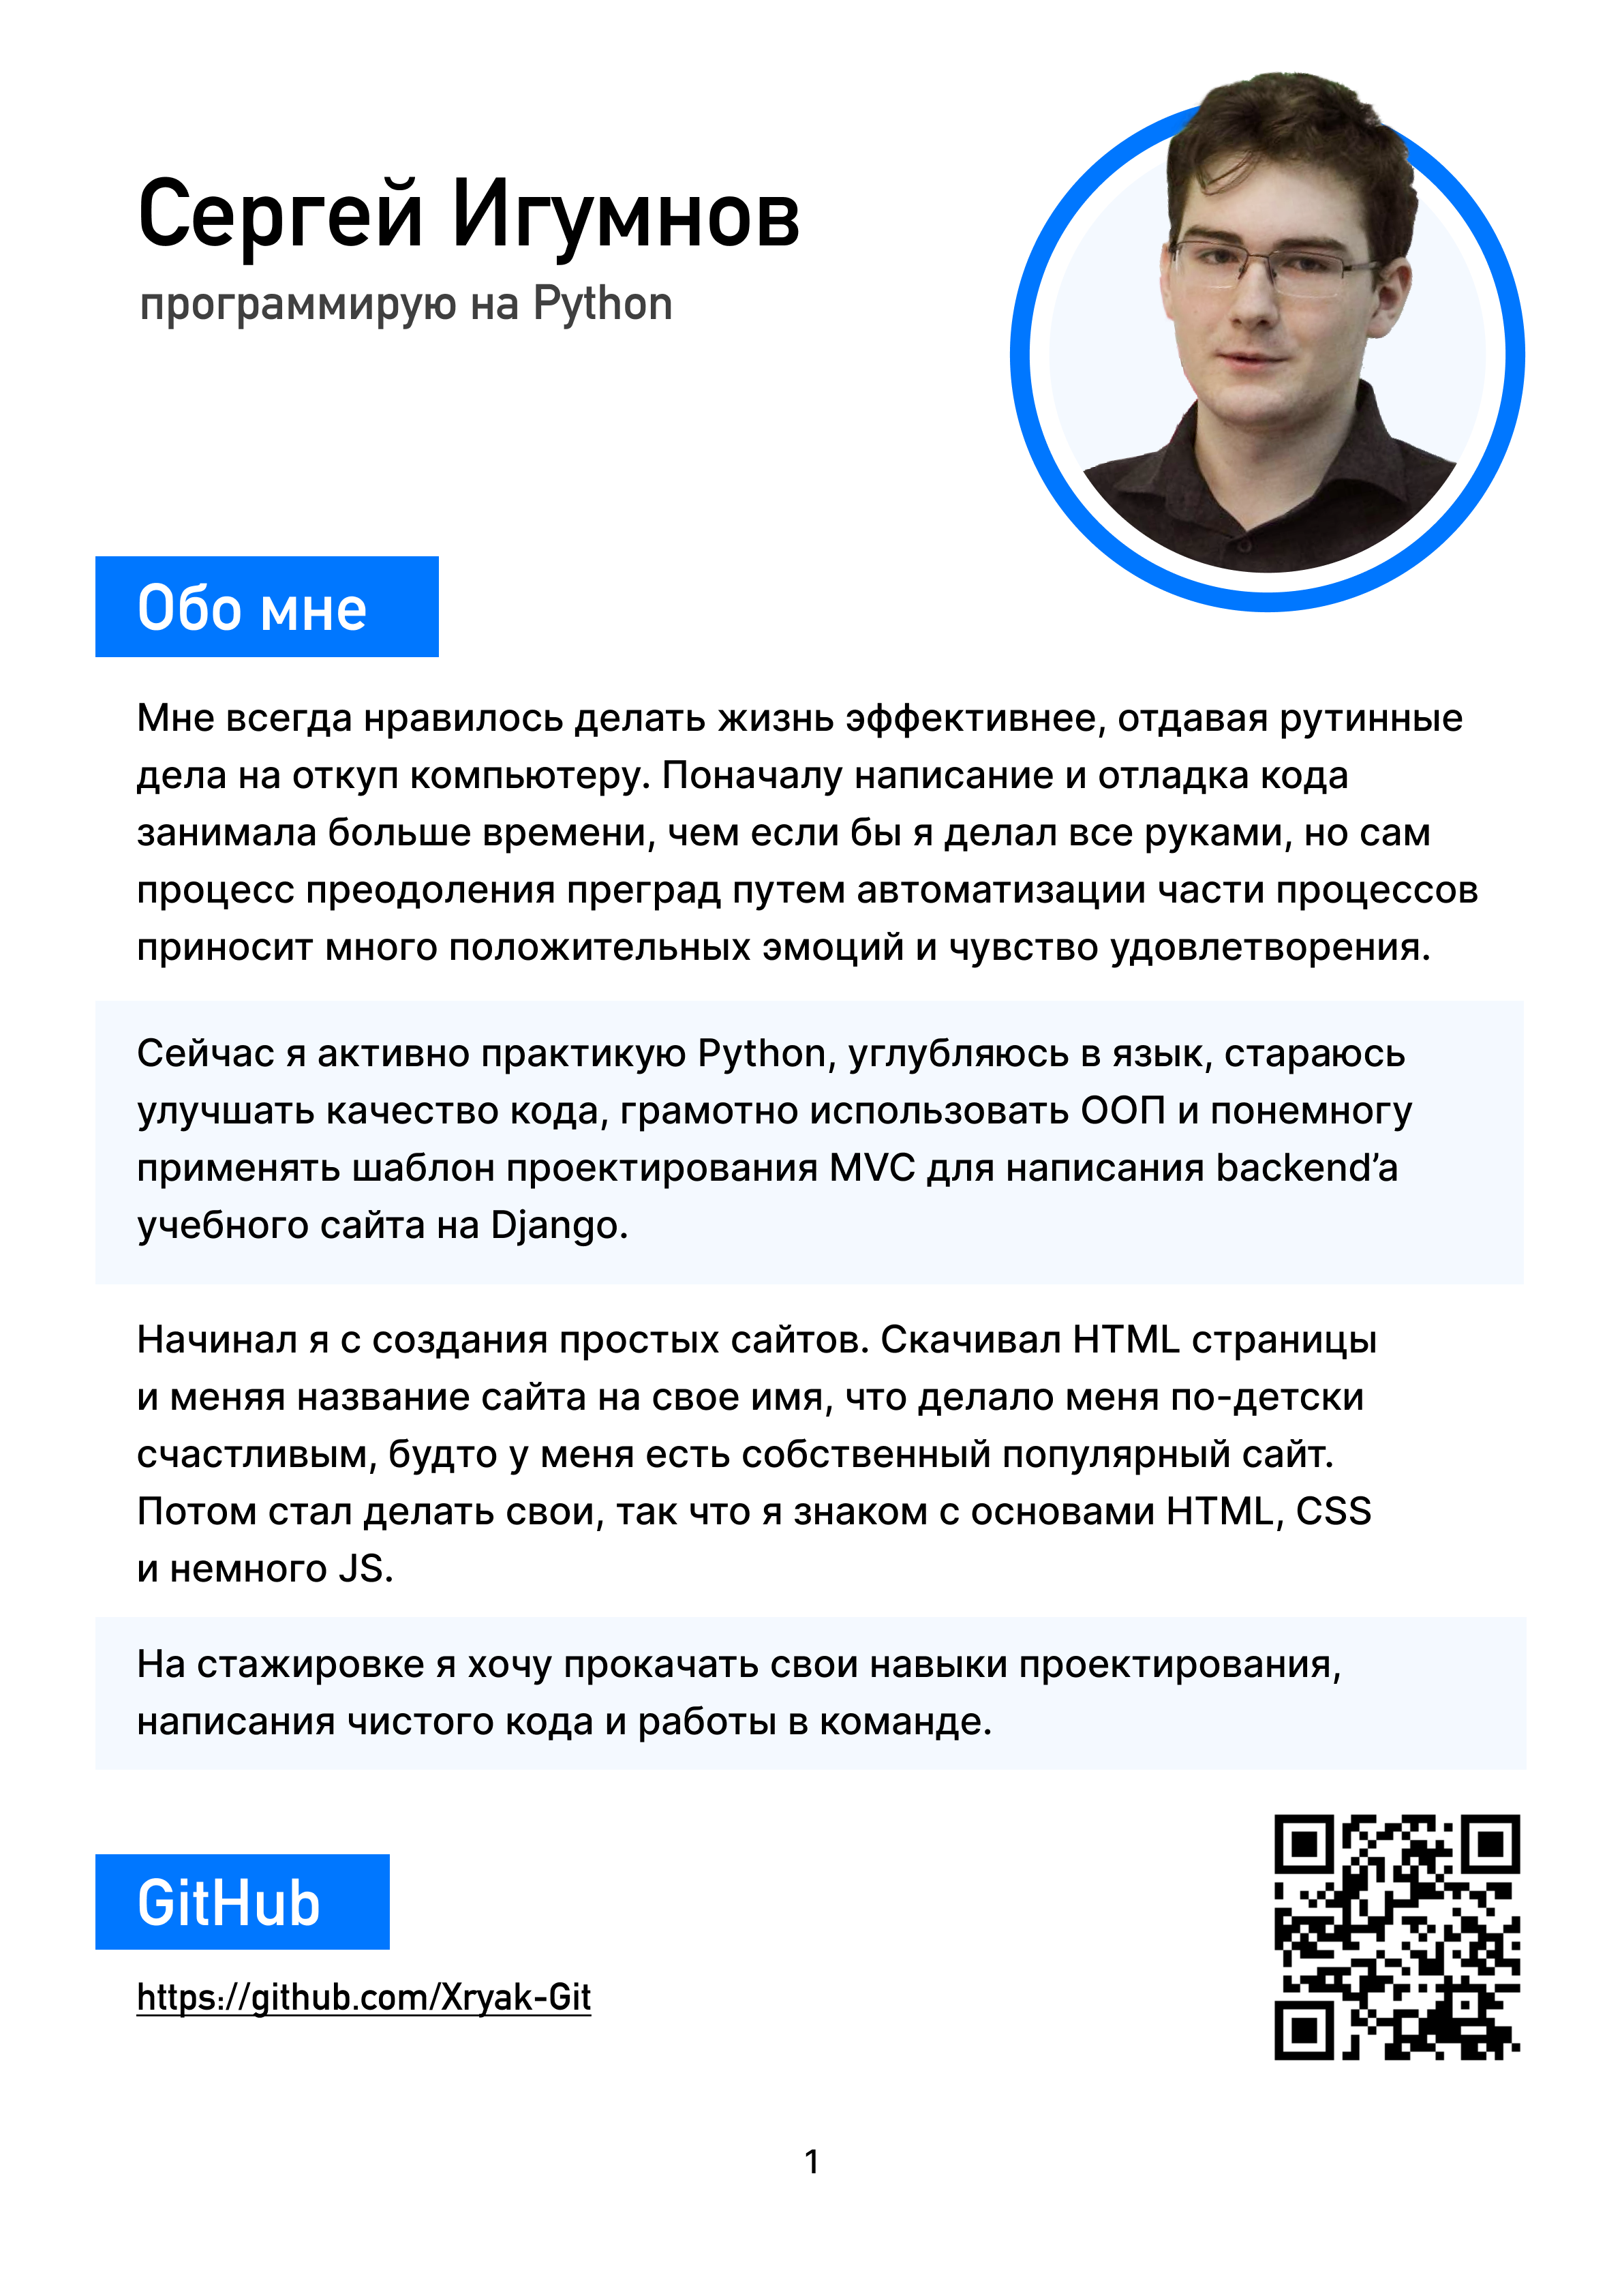 Сергей Игумнов
программирую на Python
Обо мне
Мне всегда нравилось делать жизнь эффективнее, отдавая рутинные
дела на откуп компьютеру. Поначалу написание и отладка кода
занимала больше времени, чем если бы я делал все руками, но сам
процесс преодоления преград путем автоматизации части процессов
приносит много положительных эмоций и чувство удовлетворения.
Сейчас я активно практикую Python, углубляюсь в язык, стараюсь
улучшать качество кода, грамотно использовать ООП и понемногу
применять шаблон проектирования MVC для написания backend’а
учебного сайта на Django.
Начинал я с создания простых сайтов. Скачивал HTML страницы
и меняя название сайта на свое имя, что делало меня по-детски
счастливым, будто у меня есть собственный популярный сайт.
Потом стал делать свои, так что я знаком с основами HTML, CSS
и немного JS.
На стажировке я хочу прокачать свои навыки проектирования,
написания чистого кода и работы в команде.
GitHub
https://github.com/Xryak-Git
1